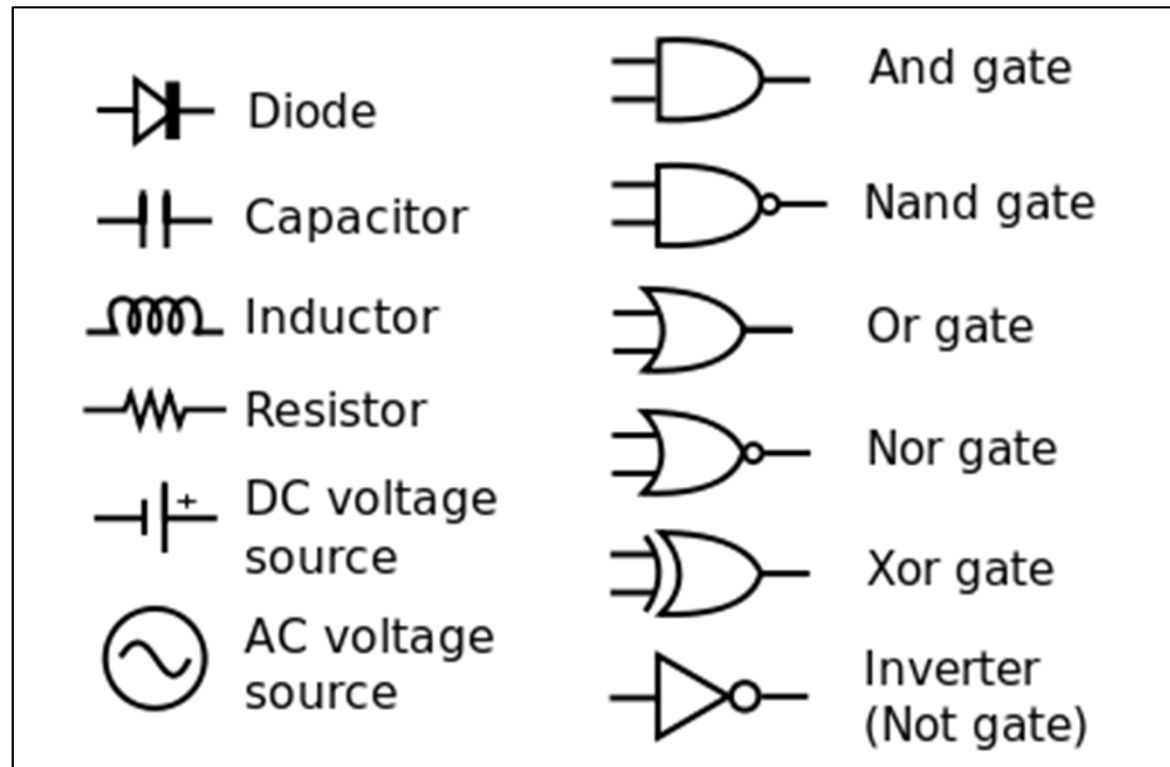 Diode
Capacitor
Inductor
Resistor
+
DC voltage
source
AC voltage
source
And gate
Nand gate
Or gate
Nor gate
Xor gate
Inverter
(Not gate)